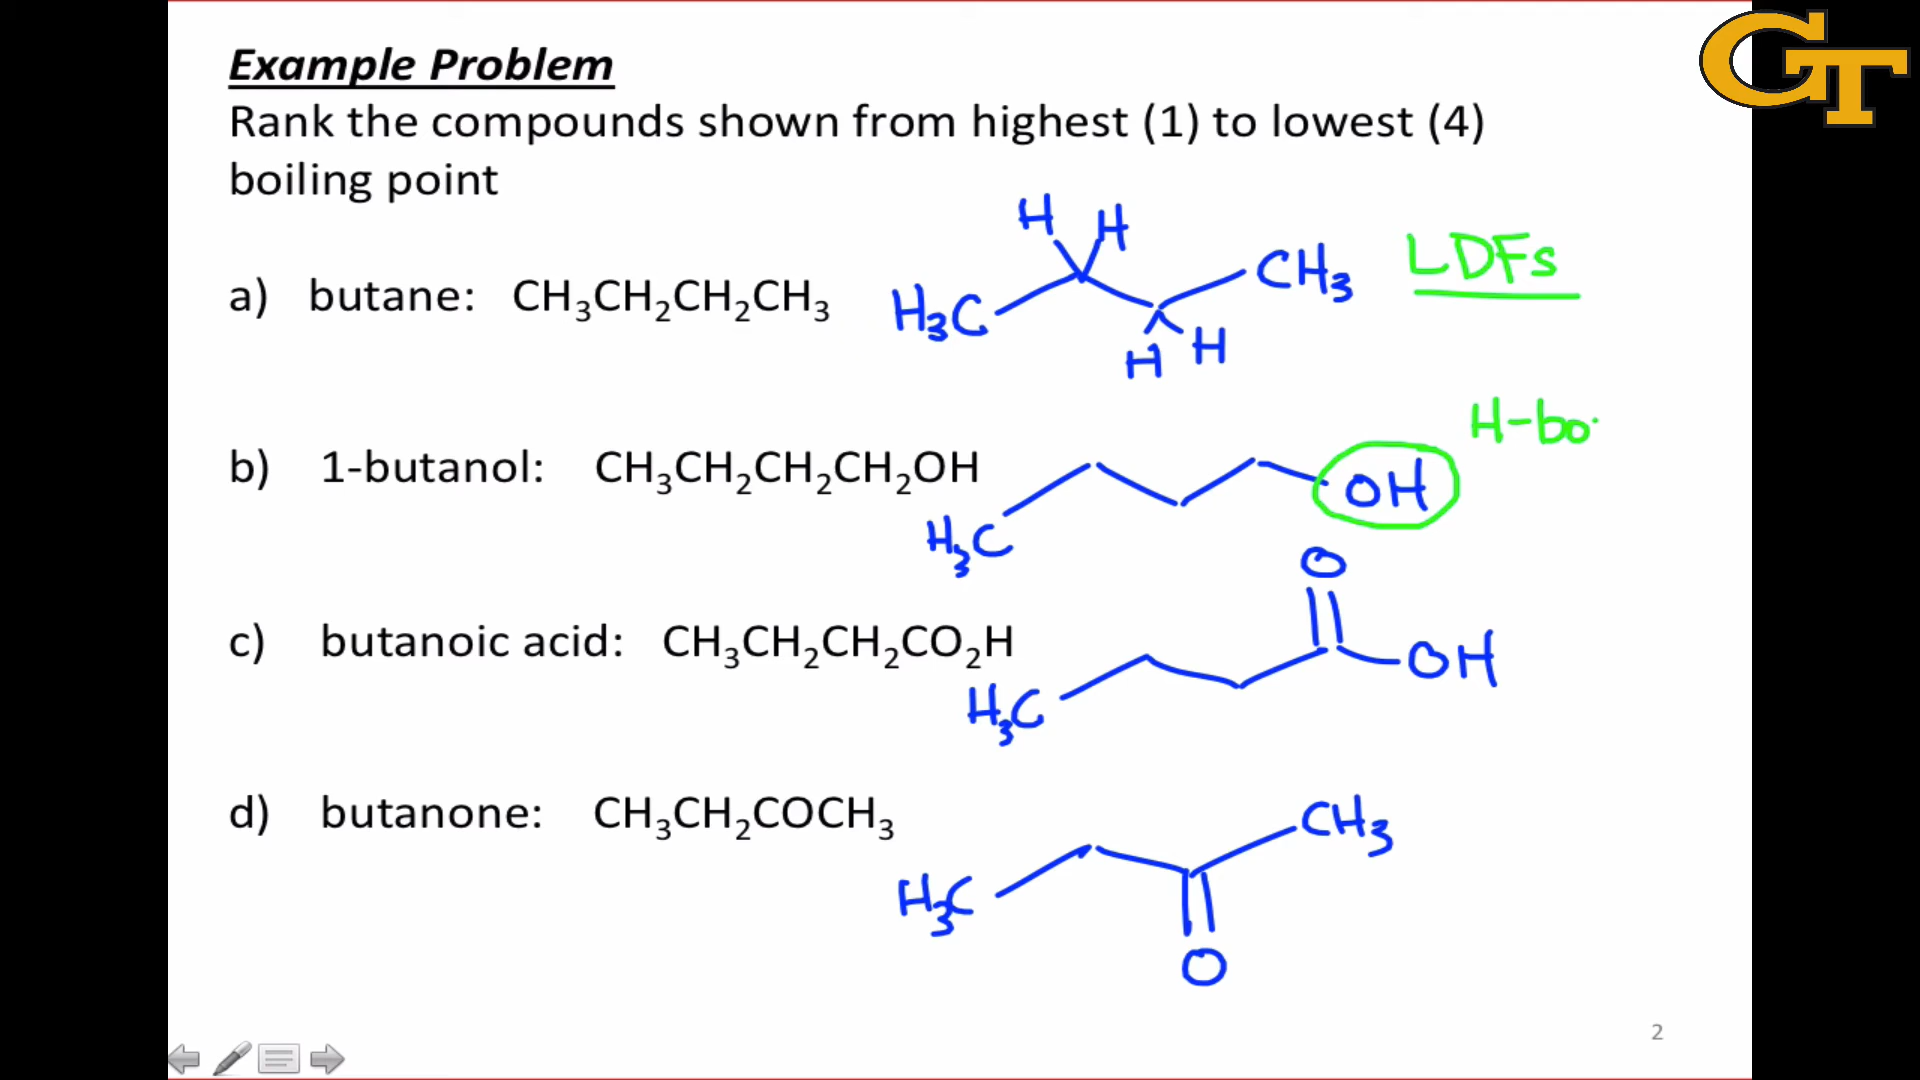 GT
Example Problem
Rank the compounds shown from highest (1) to lowest (4)
boiling point
H H
a) butane: CH₃CH₂CH₂CH₃ H₃C CH₃ LDFs
H H
H-bo
b) 1-butanol: CH₃CH₂CH₂CH₂OH OH
H₃C
O
c) butanoic acid: CH₃CH₂CH₂CO₂H OH
H₃C
d) butanone: CH₃CH₂COCH₃ CH₃
H₃C
O
2